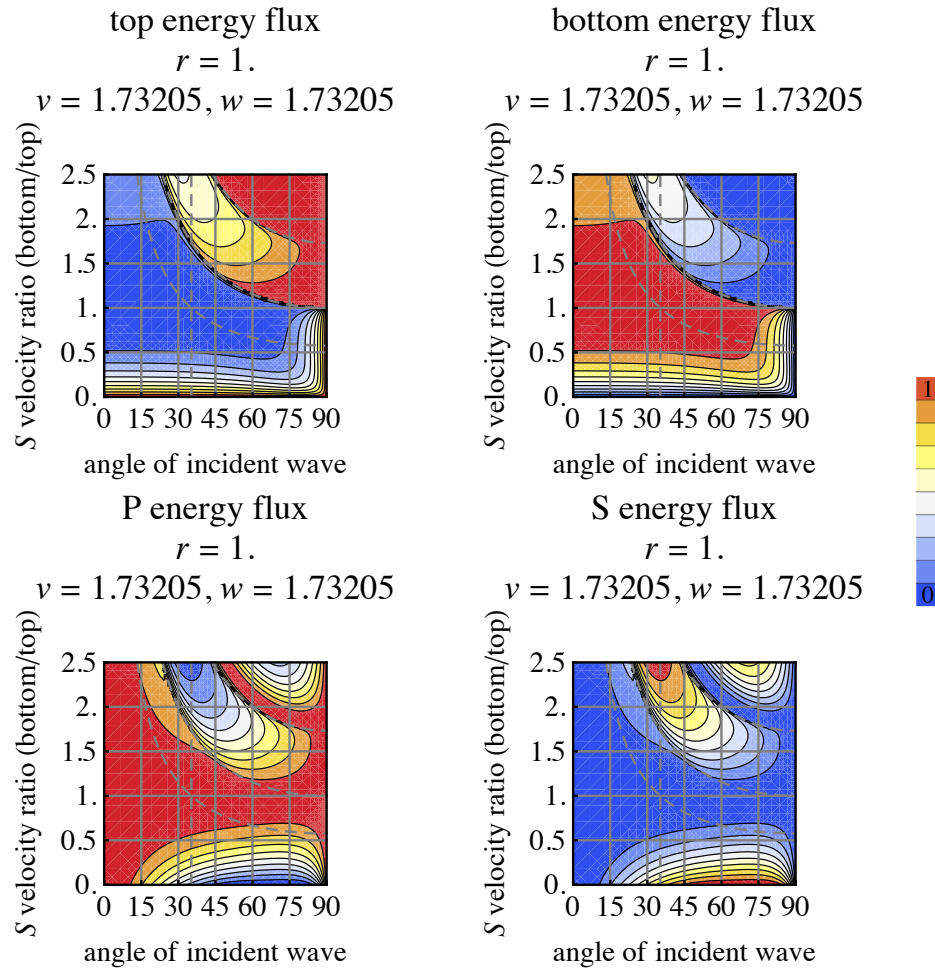 top energy flux
r = 1.
v = 1.73205, w = 1.73205
S velocity ratio (bottom/top)
2.5
2.
1.5
1.
0.5
0.
0 15 30 45 60 75 90
angle of incident wave
bottom energy flux
r = 1.
v = 1.73205, w = 1.73205
S velocity ratio (bottom/top)
2.5
2.
1.5
1.
0.5
0.
0 15 30 45 60 75 90
angle of incident wave
1
0
P energy flux
r = 1.
v = 1.73205, w = 1.73205
S velocity ratio (bottom/top)
2.5
2.
1.5
1.
0.5
0.
0 15 30 45 60 75 90
angle of incident wave
S energy flux
r = 1.
v = 1.73205, w = 1.73205
S velocity ratio (bottom/top)
2.5
2.
1.5
1.
0.5
0.
0 15 30 45 60 75 90
angle of incident wave